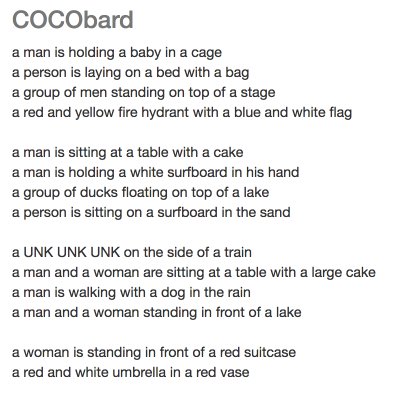 COCObard
a man is holding a baby in a cage
a person is laying on a bed with a bag
a group of men standing on top of a stage
a red and yellow fire hydrant with a blue and white flag
a man is sitting at a table with a cake
a man is holding a white surfboard in his hand
a group of ducks floating on top of a lake
a person is sitting on a surfboard in the sand
a UNK UNK UNK on the side of a train
a man and a woman are sitting at a table with a large cake
a man is walking with a dog in the rain
a man and a woman standing in front of a lake
a woman is standing in front of a red suitcase
a red and white umbrella in a red vase